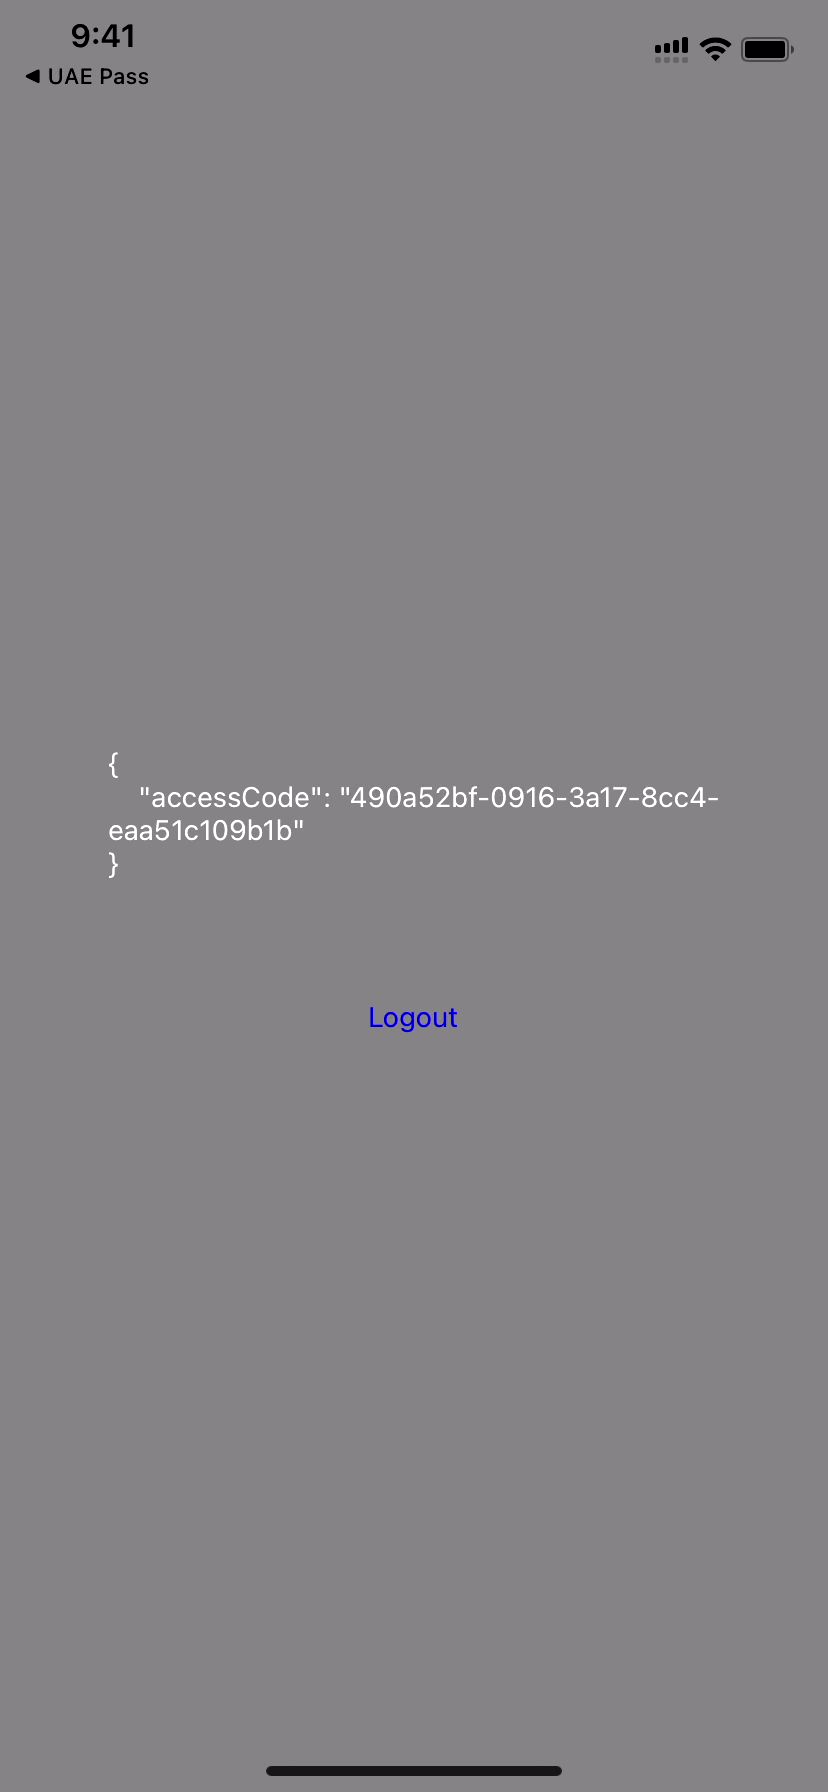 9:41
◀ UAE Pass
{
    "accessCode": "490a52bf-0916-3a17-8cc4-
eaa51c109b1b"
}
Logout